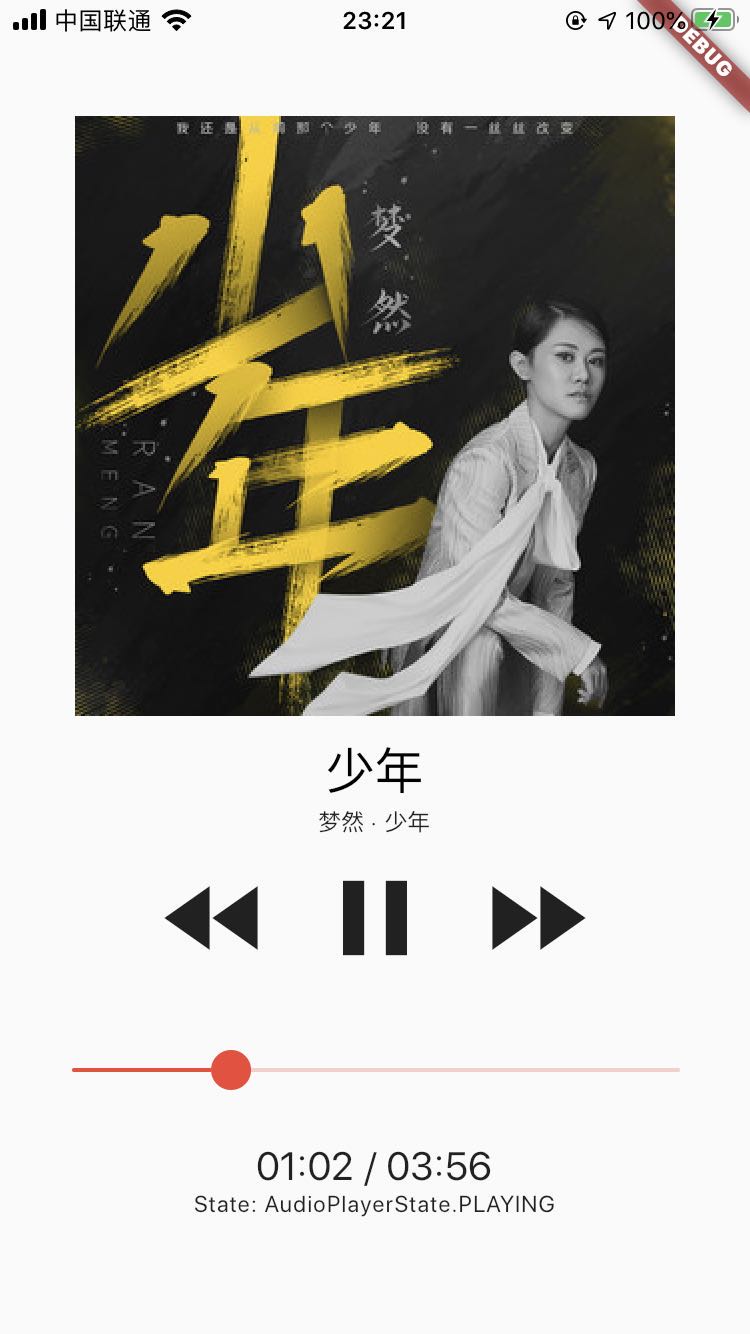 中国联通 23:21 100%
DEBUG
我还是从前那个少年 没有一丝丝改变
少年
梦然
RAN
MENG
少年
梦然 · 少年
01:02 / 03:56
State: AudioPlayerState.PLAYING